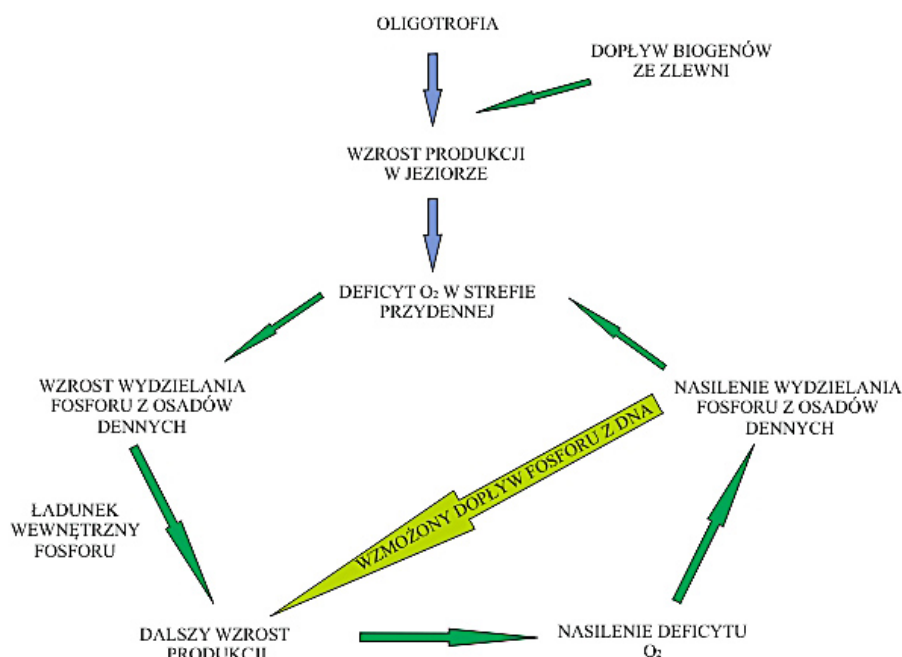 OLIGOTROFIA
DOPŁYW BIOGENÓW
ZE ZLEWNI
WZROST PRODUKCJI
W JEZIORZE
DEFICYT O₂ W STREFIE
PRZYDENNEJ
WZROST WYDZIELANIA
FOSFORU Z OSADÓW
DENNYCH
NASILENIE WYDZIELANIA
FOSFORU Z OSADÓW
DENNYCH
WZMOŻONY DOPŁYW FOSFORU Z DNA
ŁADUNEK
WEWNĘTRZNY
FOSFORU
DALSZY WZROST
PRODUKCJI
NASILENIE DEFICYTU
O₂